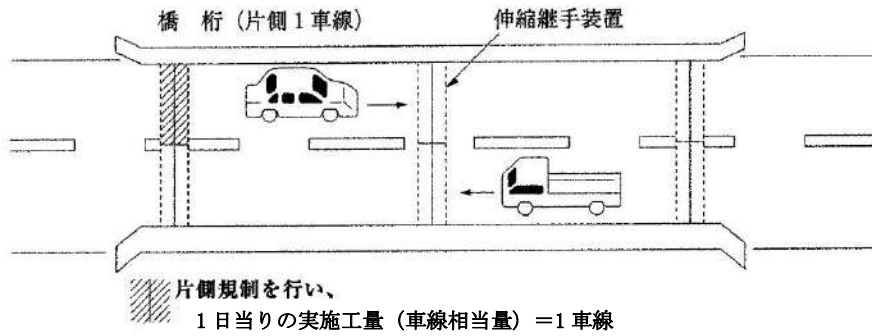 橋 桁（片側１車線）
伸縮継手装置
片側規制を行い、
１日当りの実施工量（車線相当量）＝1 車線